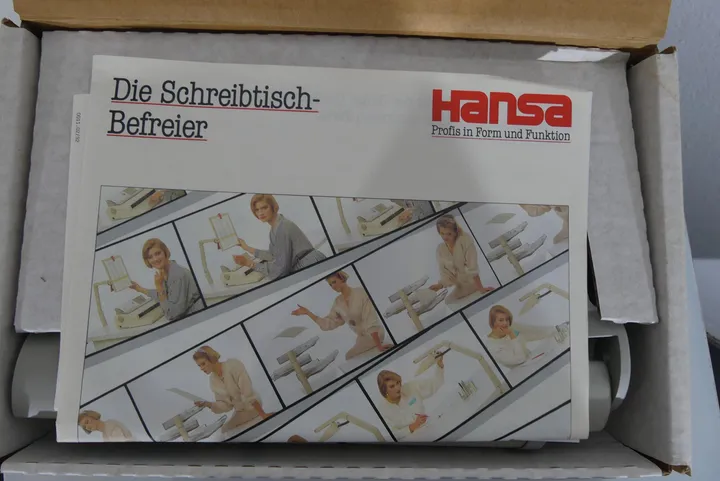 Die Schreibtisch-
Befreier
Hansa
Profis in Form und Funktion